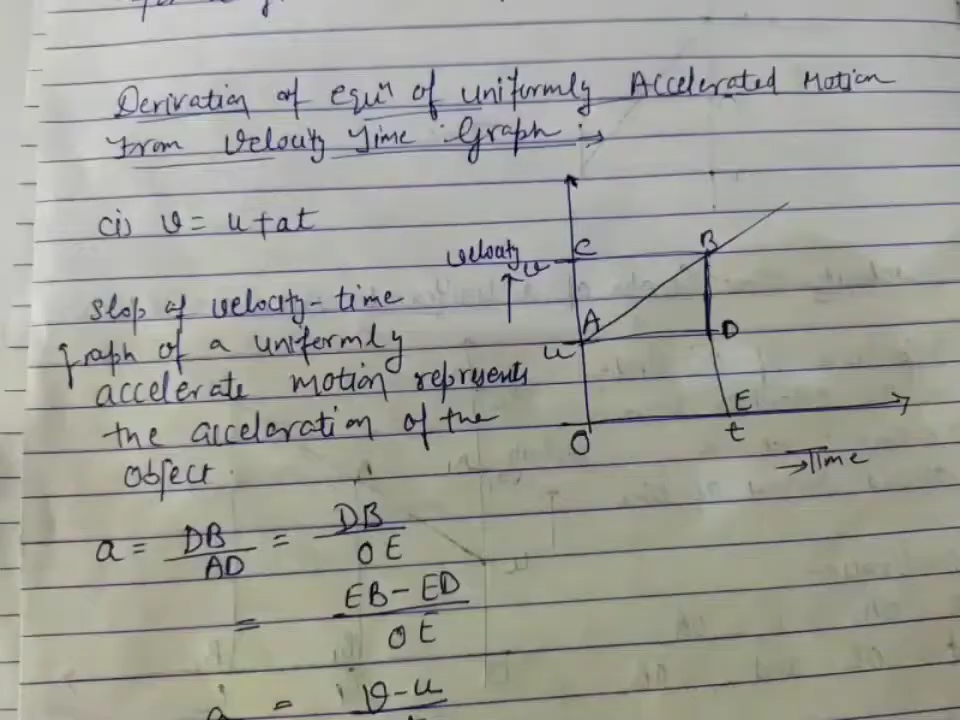 Derivation of equⁿ of uniformly Accelerated Motion
from Velocity Time Graph :→
(i) v = u + at
Slop of velocity-time
graph of a uniformly
accelerate motion represents
the acceleration of the
object.
Velocity
v
C
B
A
u
D
E
O
t
→ Time
a = DB/AD = DB/OE
= EB - ED/OE
a = v - u